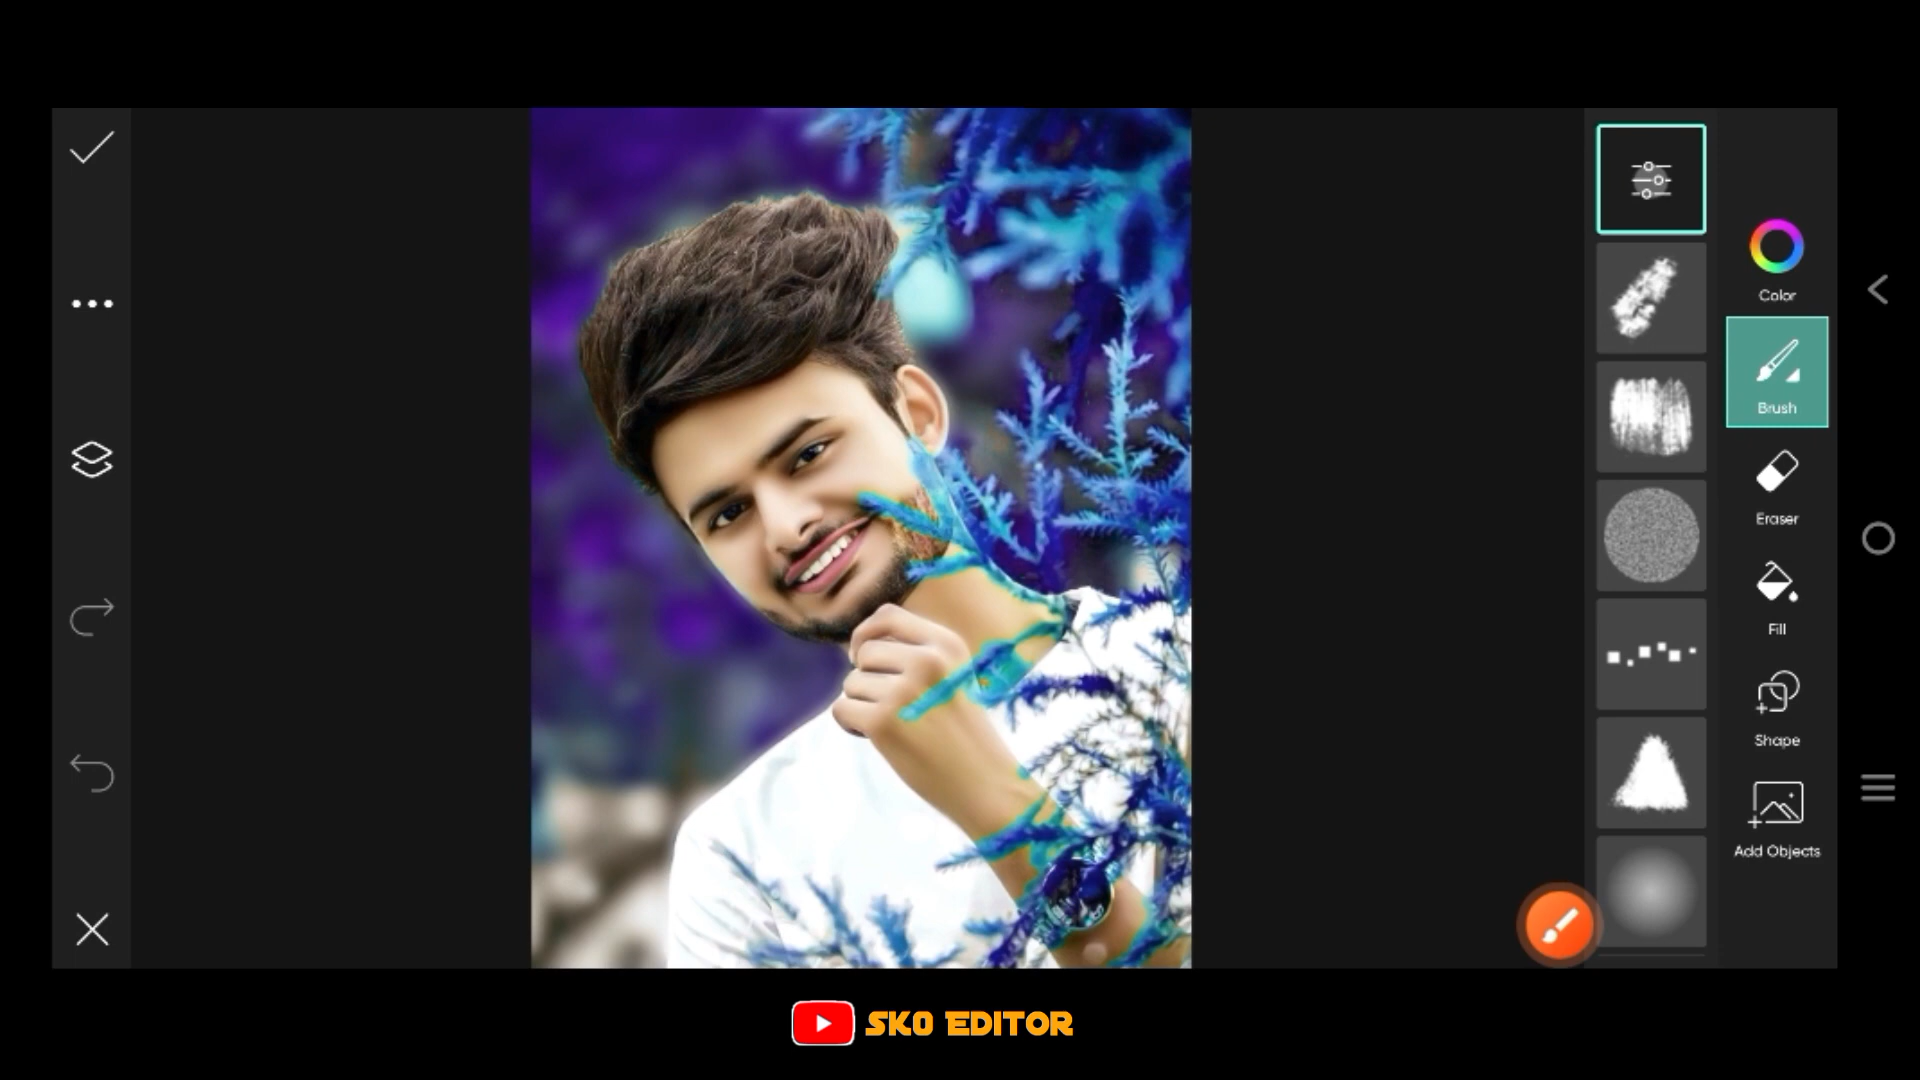 Color
Brush
Eraser
Fill
Shape
Add Objects
SKO EDITOR